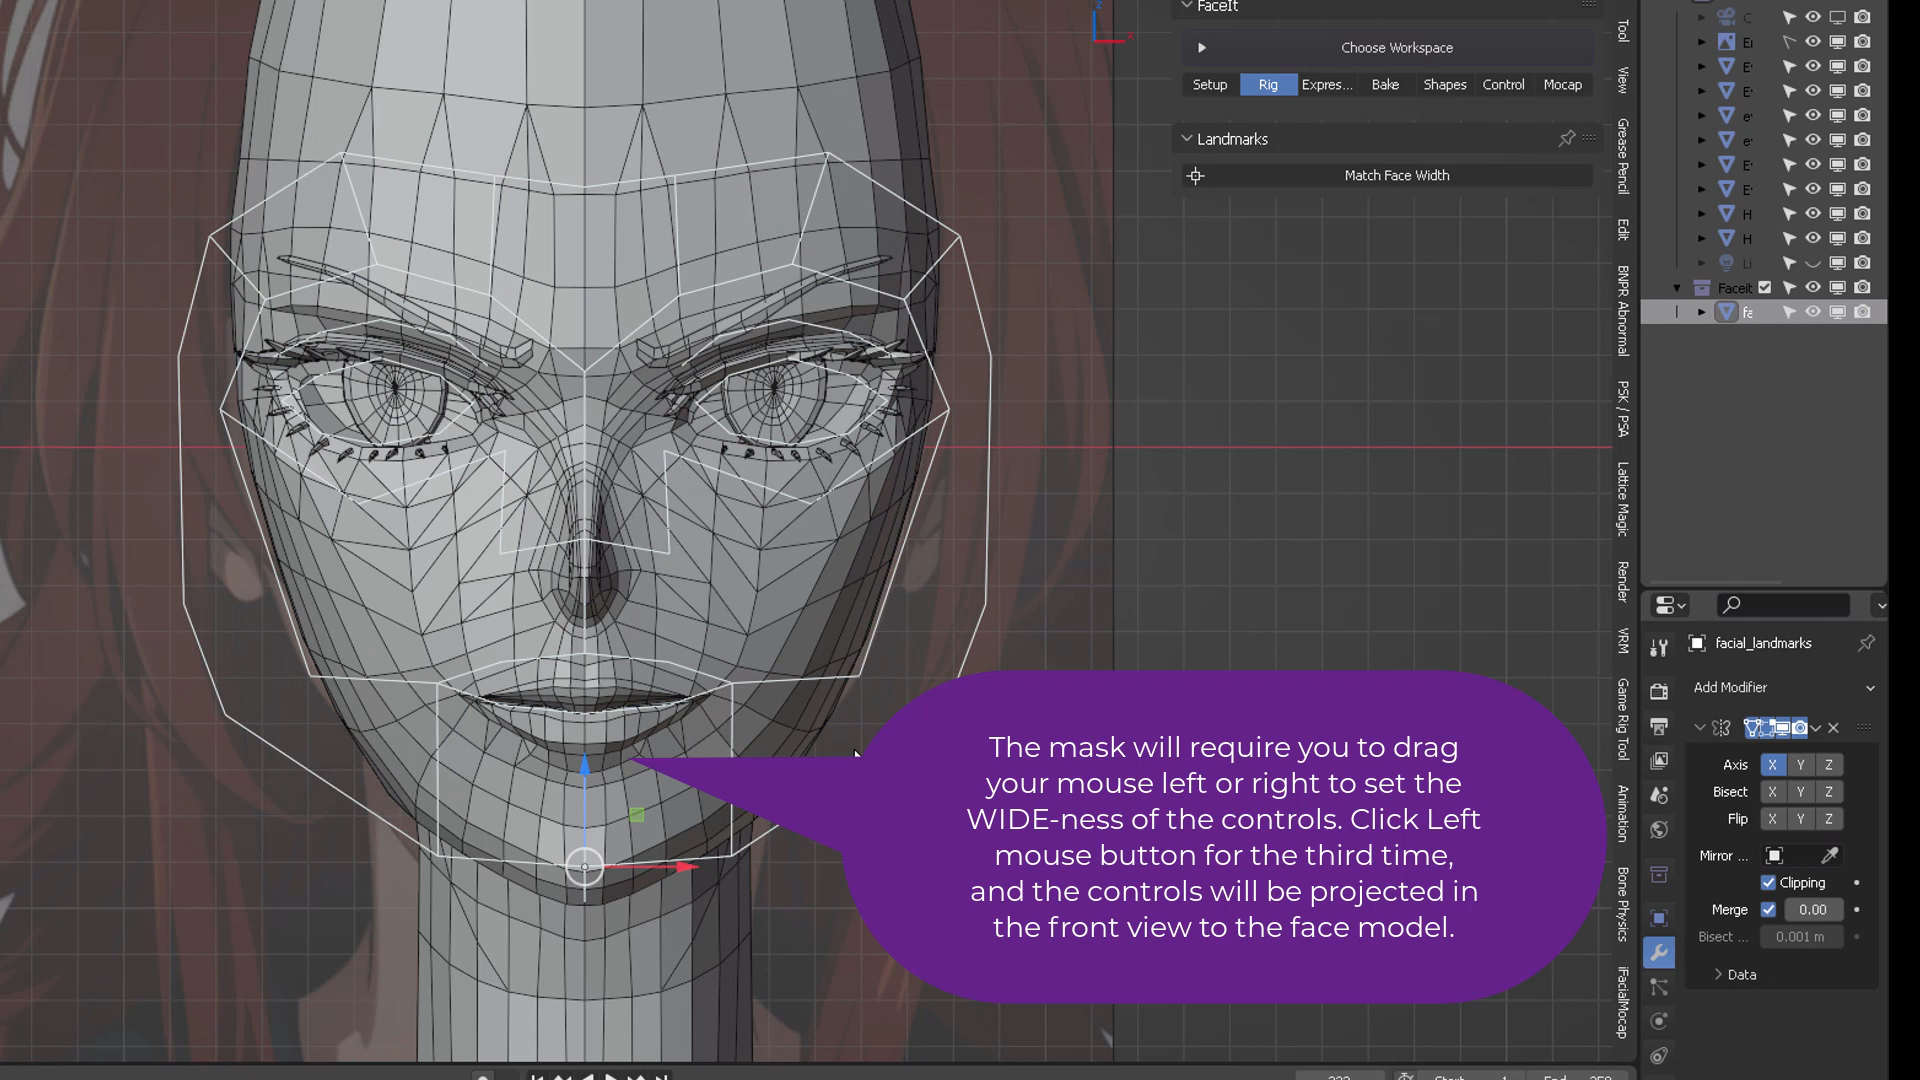 FaceIt
Choose Workspace
Setup
Rig
Expres...
Bake
Shapes
Control
Mocap
Landmarks
Match Face Width
Tool
View
Grease Pencil
Edit
BNPR Abnormal
PSK / PSA
Lattice Magic
Render
VRM
Game Rig Tool
Animation
Bone Physics
iFacialMocap
Faceit
facial_landmarks
Add Modifier
Axis X Y Z
Bisect X Y Z
Flip X Y Z
Mirror ...
Clipping
Merge 0.00
Bisect ... 0.001 m
Data
The mask will require you to drag
your mouse left or right to set the
WIDE-ness of the controls. Click Left
mouse button for the third time,
and the controls will be projected in
the front view to the face model.